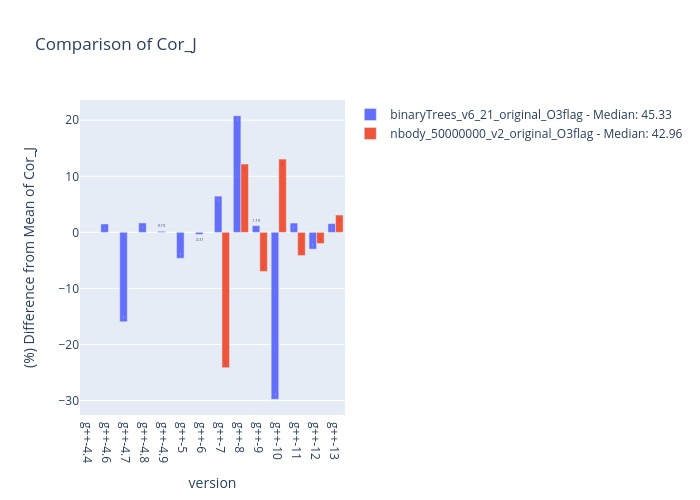 Comparison of Cor_J
binaryTrees_v6_21_original_O3flag - Median: 45.33
nbody_50000000_v2_original_O3flag - Median: 42.96
(%) Difference from Mean of Cor_J
20
10
0
−10
−20
−30
g++-4.4
g++-4.6
g++-4.7
g++-4.8
g++-4.9
g++-5
g++-6
g++-7
g++-8
g++-9
g++-10
g++-11
g++-12
g++-13
version